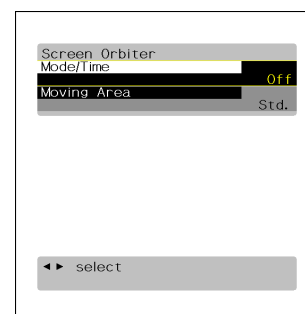 Screen Orbiter
Mode/Time
Off
Moving Area
Std.
◄► select